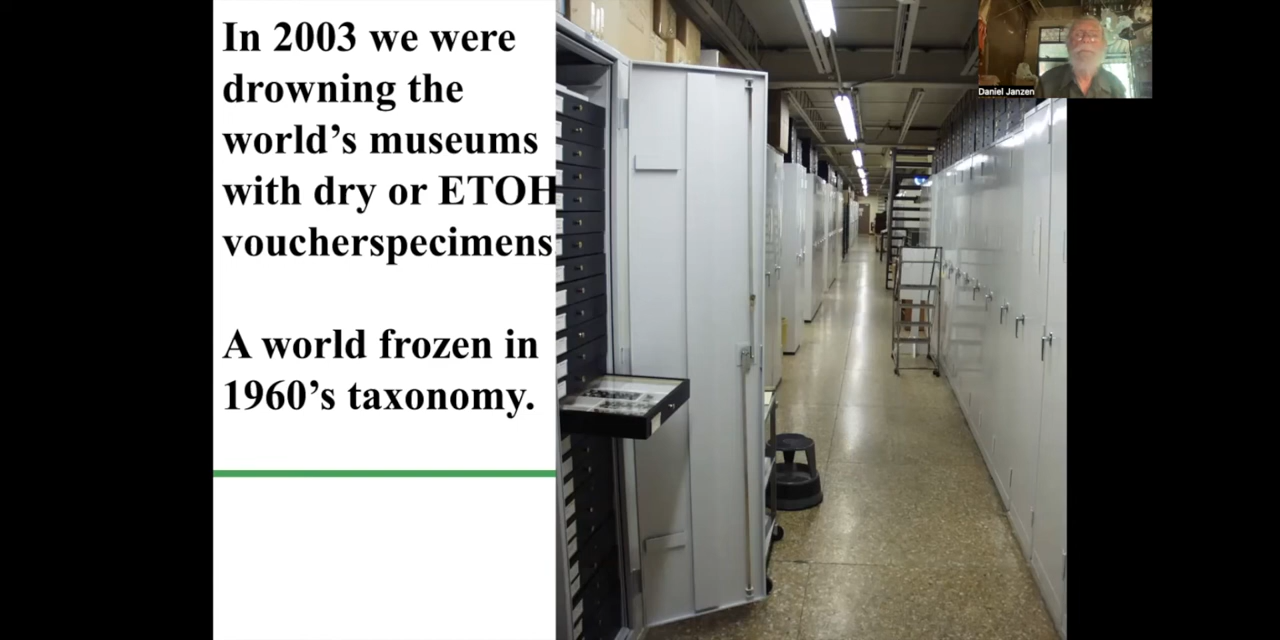 In 2003 we were
drowning the
world’s museums
with dry or ETOH
voucherspecimens
A world frozen in
1960’s taxonomy.
Daniel Janzen